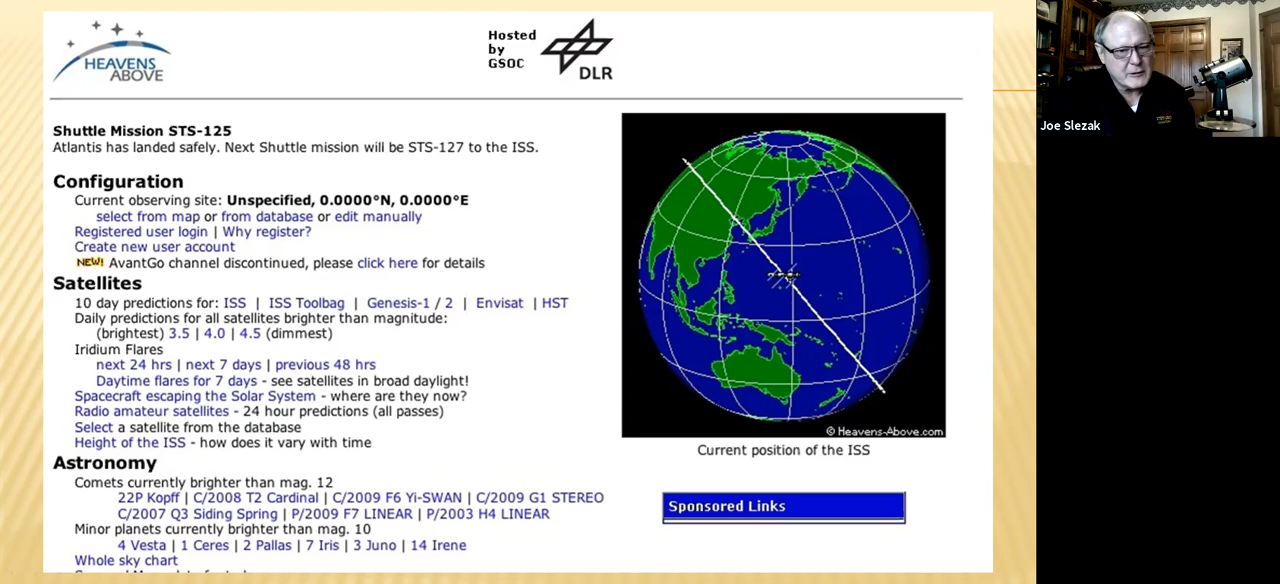 HEAVENS
ABOVE
Hosted
by
GSOC
DLR
Shuttle Mission STS-125
Atlantis has landed safely. Next Shuttle mission will be STS-127 to the ISS.
Configuration
Current observing site: Unspecified, 0.0000°N, 0.0000°E
select from map or from database or edit manually
Registered user login | Why register?
Create new user account
NEW! AvantGo channel discontinued, please click here for details
Satellites
10 day predictions for: ISS | ISS Toolbag | Genesis-1 / 2 | Envisat | HST
Daily predictions for all satellites brighter than magnitude:
(brightest) 3.5 | 4.0 | 4.5 (dimmest)
Iridium Flares
next 24 hrs | next 7 days | previous 48 hrs
Daytime flares for 7 days - see satellites in broad daylight!
Spacecraft escaping the Solar System - where are they now?
Radio amateur satellites - 24 hour predictions (all passes)
Select a satellite from the database
Height of the ISS - how does it vary with time
Astronomy
Comets currently brighter than mag. 12
22P Kopff | C/2008 T2 Cardinal | C/2009 F6 Yi-SWAN | C/2009 G1 STEREO
C/2007 Q3 Siding Spring | P/2009 F7 LINEAR | P/2003 H4 LINEAR
Minor planets currently brighter than mag. 10
4 Vesta | 1 Ceres | 2 Pallas | 7 Iris | 3 Juno | 14 Irene
Whole sky chart
© Heavens-Above.com
Current position of the ISS
Sponsored Links
Joe Slezak